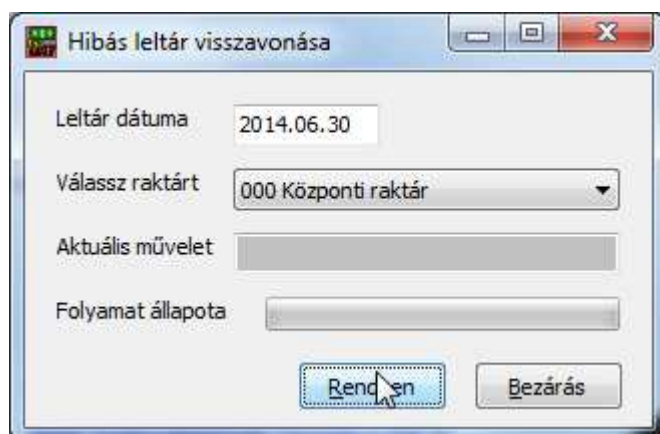 Hibás leltár visszavonása
Leltár dátuma 2014.06.30
Válassz raktárt 000 Központi raktár
Aktuális művelet
Folyamat állapota
Rendben Bezárás